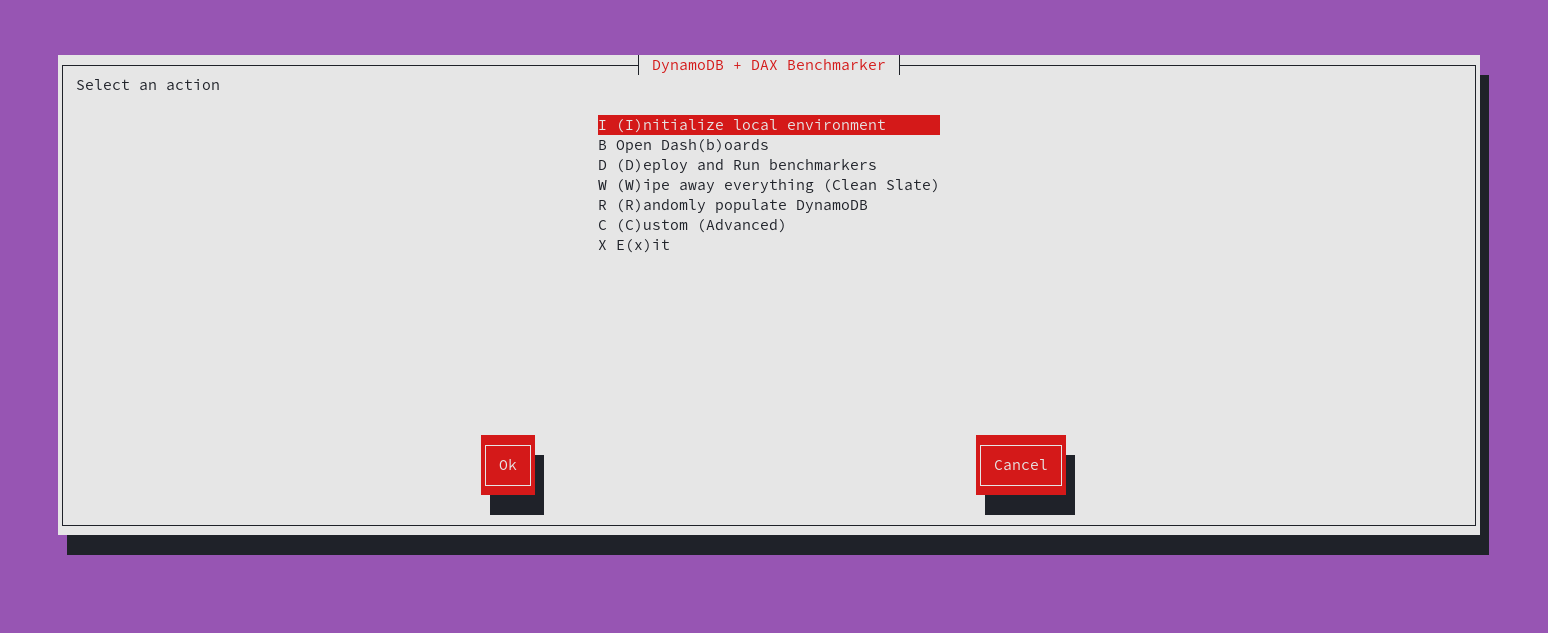 DynamoDB + DAX Benchmarker
Select an action
I (I)nitialize local environment
B Open Dash(b)oards
D (D)eploy and Run benchmarkers
W (W)ipe away everything (Clean Slate)
R (R)andomly populate DynamoDB
C (C)ustom (Advanced)
X E(x)it
Ok Cancel